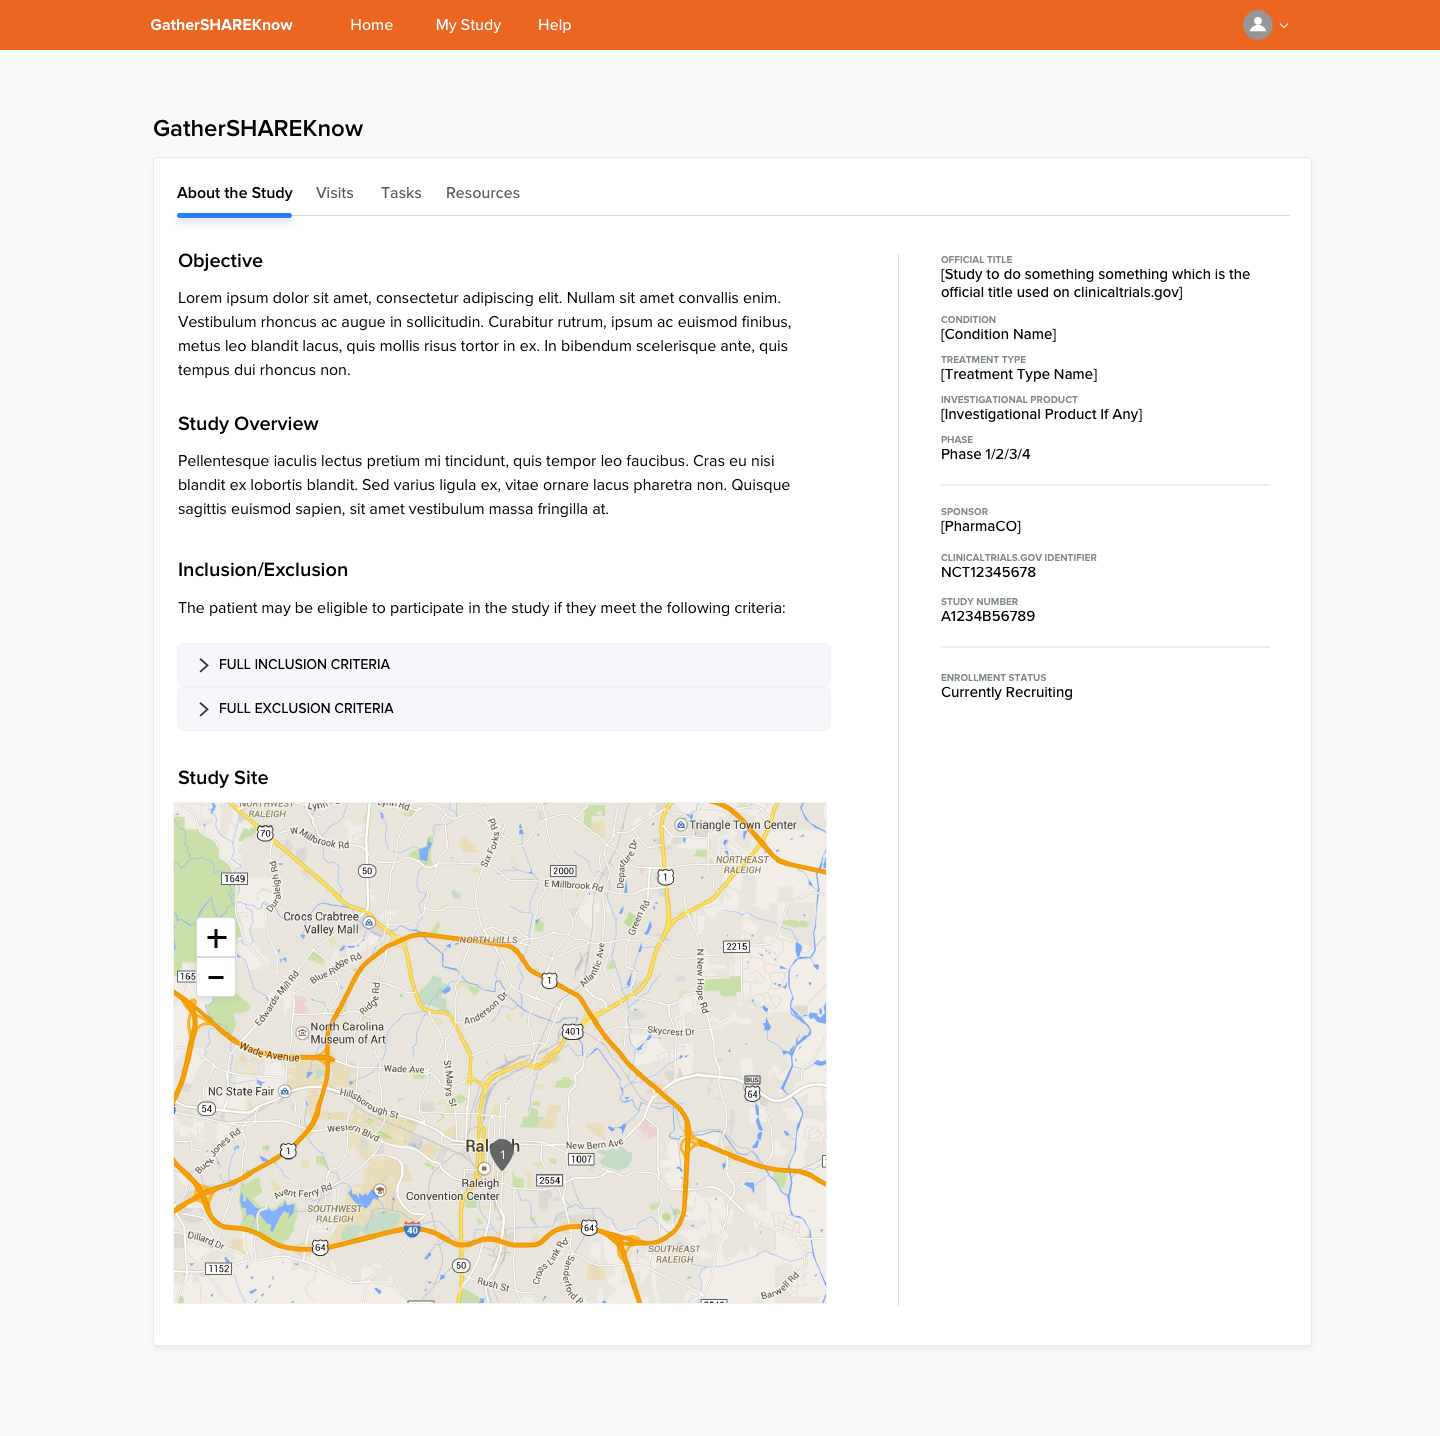 GatherSHAREKnow Home My Study Help
GatherSHAREKnow
About the Study Visits Tasks Resources
Objective
Lorem ipsum dolor sit amet, consectetur adipiscing elit. Nullam sit amet convallis enim.
Vestibulum rhoncus ac augue in sollicitudin. Curabitur rutrum, ipsum ac euismod finibus,
metus leo blandit lacus, quis mollis risus tortor in ex. In bibendum scelerisque ante, quis
tempus dui rhoncus non.
Study Overview
Pellentesque iaculis lectus pretium mi tincidunt, quis tempor leo faucibus. Cras eu nisi
blandit ex lobortis blandit. Sed varius ligula ex, vitae ornare lacus pharetra non. Quisque
sagittis euismod sapien, sit amet vestibulum massa fringilla at.
Inclusion/Exclusion
The patient may be eligible to participate in the study if they meet the following criteria:
FULL INCLUSION CRITERIA
FULL EXCLUSION CRITERIA
Study Site
NORTHWEST
RALEIGH
Lynn Rd
Lynn Rd
Triangle Town Center
70
W Millbrook Rd
Six Forks Rd
Departure Dr
NORTHEAST
RALEIGH
50
2000
1
1649
Duraleigh Rd
E Millbrook Rd
Crocs Crabtree
Valley Mall
Green Rd
+
NORTH HILLS
2215
Blue Ridge Rd
Atlantic Ave
N New Hope Rd
165
−
1
Edwards Mill Rd
Ridge Rd
Anderson Dr
North Carolina
Museum of Art
401
Skycrest Dr
Wade Avenue
Wade Ave
St Marys St
BUS
64
NC State Fair
54
Hillsborough St
Western Blvd
Buck Jones Rd
1
Raleigh
1
New Bern Ave
1007
Raleigh
Convention Center
2554
Avent Ferry Rd
SOUTHWEST
RALEIGH
40
64
Dillard Dr
64
SOUTHEAST
RALEIGH
1152
50
Cross Link Rd
Sanderford Rd
Rush St
Barwell Rd
OFFICIAL TITLE
[Study to do something something which is the
official title used on clinicaltrials.gov]
CONDITION
[Condition Name]
TREATMENT TYPE
[Treatment Type Name]
INVESTIGATIONAL PRODUCT
[Investigational Product If Any]
PHASE
Phase 1/2/3/4
SPONSOR
[PharmaCO]
CLINICALTRIALS.GOV IDENTIFIER
NCT12345678
STUDY NUMBER
A1234B56789
ENROLLMENT STATUS
Currently Recruiting